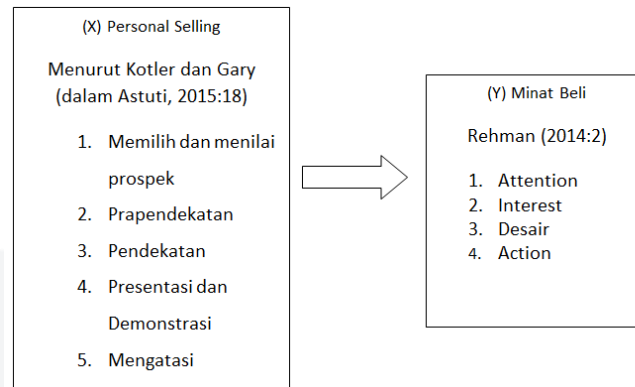 (X) Personal Selling
Menurut Kotler dan Gary
(dalam Astuti, 2015:18)
1. Memilih dan menilai
prospek
2. Prapendekatan
3. Pendekatan
4. Presentasi dan
Demonstrasi
5. Mengatasi
(Y) Minat Beli
Rehman (2014:2)
1. Attention
2. Interest
3. Desair
4. Action